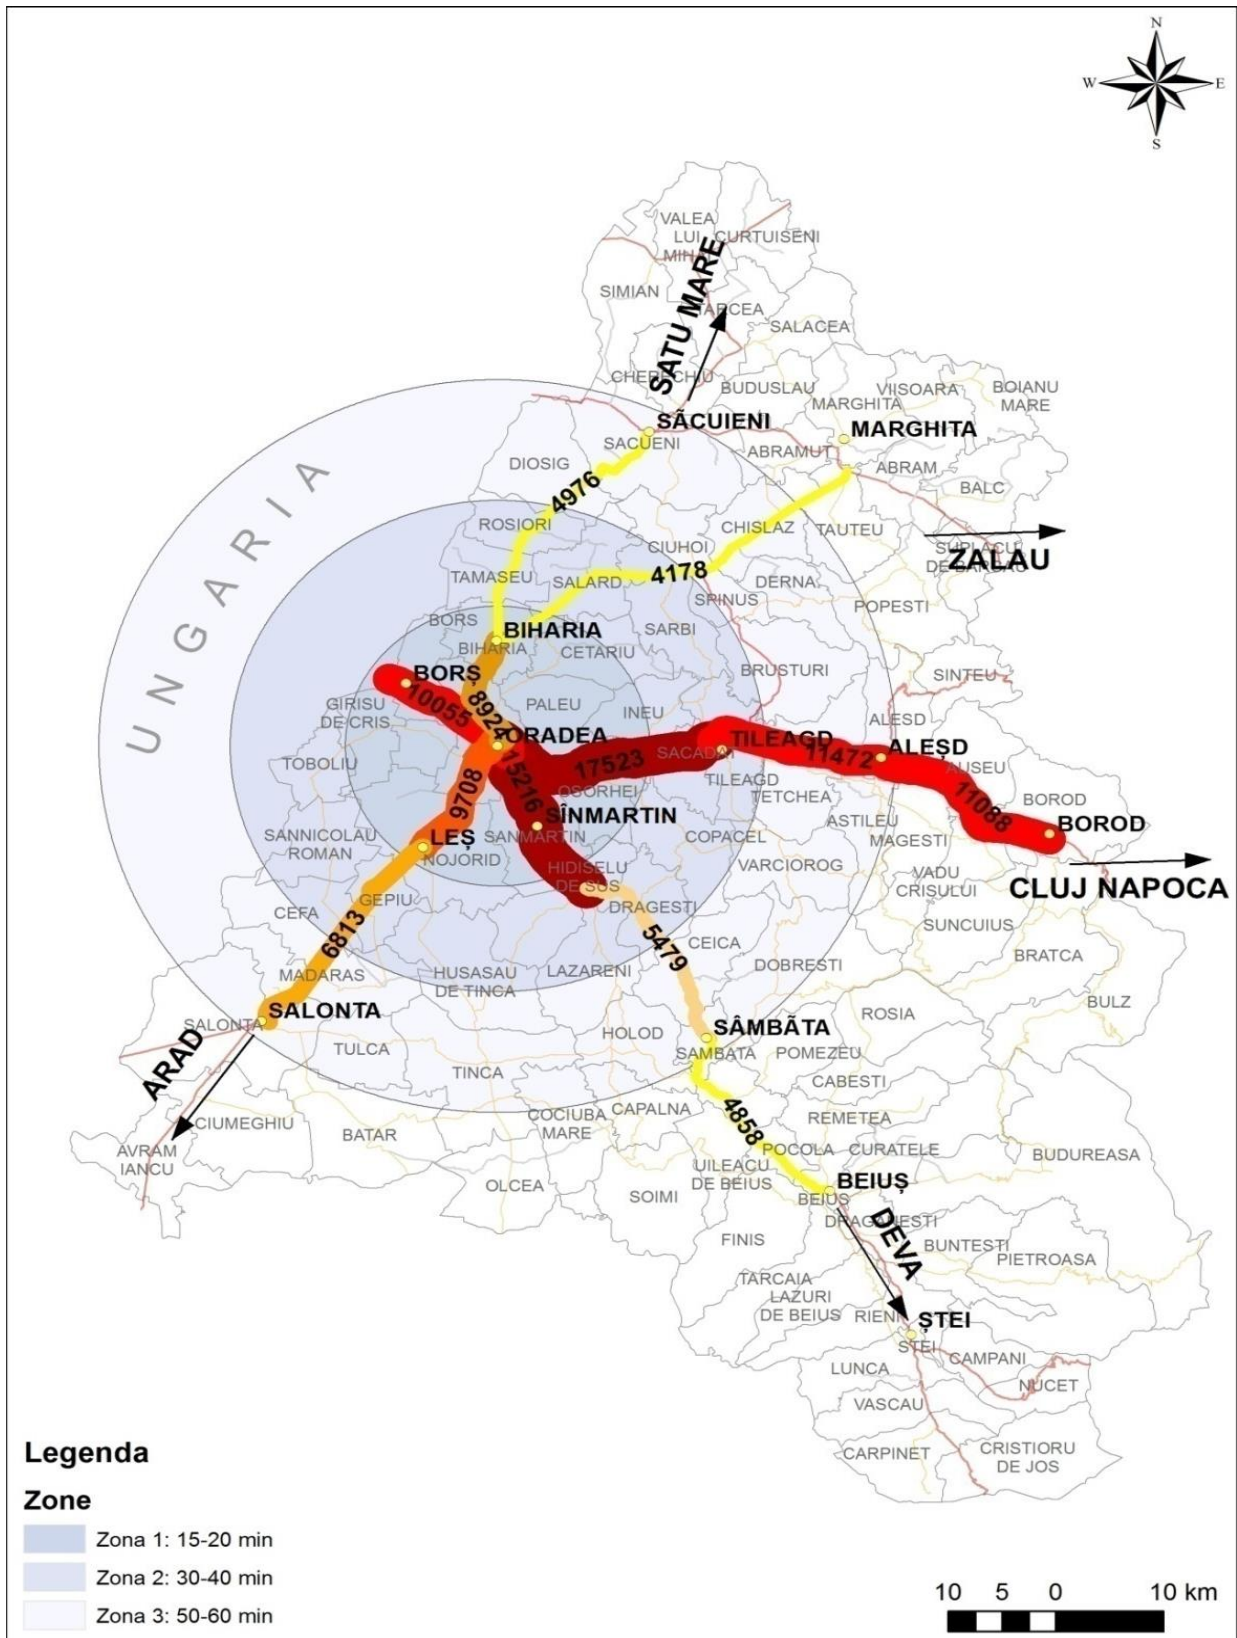 N
W
E
S
VALEA
LUI
MIHAI
CURTUISENI
SIMIAN
TARCEA
SATU MARE
SALACEA
CHERECHIU
BUDUSLAU
VIISOARA
BOIANU
MARE
MARGHITA
SĂCUIENI
MARGHITA
SACUENI
ABRAMUT
ABRAM
DIOSIG
BALC
4976
UNGARIA
ROSIORI
CHISLAZ
TAUTEU
CIUHOI
SUPLACU
DE BARCAU
ZALAU
TAMASEU
SALARD
4178
DERNA
SPINUS
POPESTI
BORS
BIHARIA
BIHARIA
SARBI
CETARIU
BRUSTURI
SINTEU
BORȘ
GIRISU
DE CRIS
10055
8924
PALEU
INEU
ALESD
ORADEA
TILEAGD
SACADAT
ALEȘD
TOBOLIU
17523
11472
AUSEU
TILEAGD
9708
15216
OSORHEI
TETCHEA
11088
BOROD
SÎNMARTIN
ASTILEU
BOROD
SANNICOLAU
ROMAN
LEȘ
SANMARTIN
COPACEL
MAGESTI
NOJORID
HIDISELU
DE SUS
VARCIOROG
VADU
CRISULUI
CLUJ NAPOCA
GEPIU
CEFA
DRAGESTI
SUNCUIUS
6813
5479
CEICA
BRATCA
MADARAS
HUSASAU
DE TINCA
LAZARENI
DOBRESTI
BULZ
SALONTA
SALONTA
ROSIA
HOLOD
SÂMBÃTA
ARAD
TULCA
SAMBATA
POMEZEU
TINCA
CABESTI
COCIUBA
MARE
CAPALNA
4858
REMETEA
CIUMEGHIU
BATAR
POCOLA
CURATELE
AVRAM
IANCU
BUDUREASA
UILEACU
DE BEIUS
OLCEA
SOIMI
BEIUȘ
BEIUS
DRAGANESTI
DEVA
FINIS
BUNTESTI
PIETROASA
TARCAIA
LAZURI
DE BEIUS
RIENI
ȘTEI
STEI
CAMPANI
LUNCA
NUCET
VASCAU
CARPINET
CRISTIORU
DE JOS
Legenda
Zone
Zona 1: 15-20 min
Zona 2: 30-40 min
Zona 3: 50-60 min
10 5 0 10 km